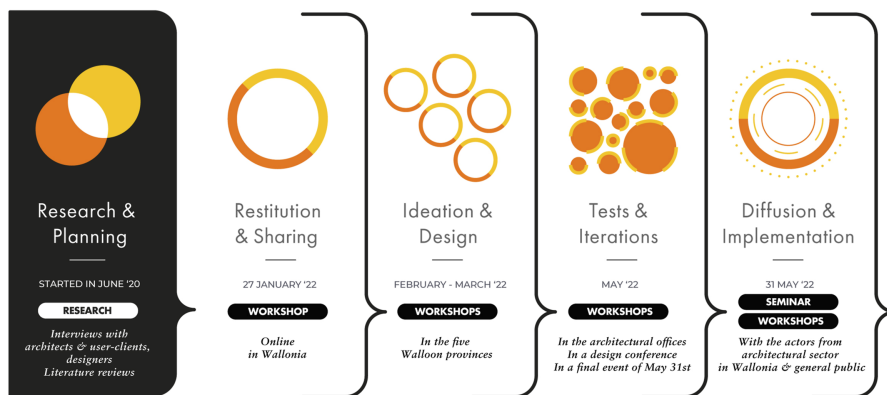 Research &
Planning
STARTED IN JUNE '20
RESEARCH
Interviews with
architects & user-clients,
designers
Literature reviews
Restitution
& Sharing
27 JANUARY '22
WORKSHOP
Online
in Wallonia
Ideation &
Design
FEBRUARY - MARCH '22
WORKSHOPS
In the five
Walloon provinces
Tests &
Iterations
MAY '22
WORKSHOPS
In the architectural offices
In a design conference
In a final event of May 31st
Diffusion &
Implementation
31 MAY '22
SEMINAR
WORKSHOPS
With the actors from
architectural sector
in Wallonia & general public